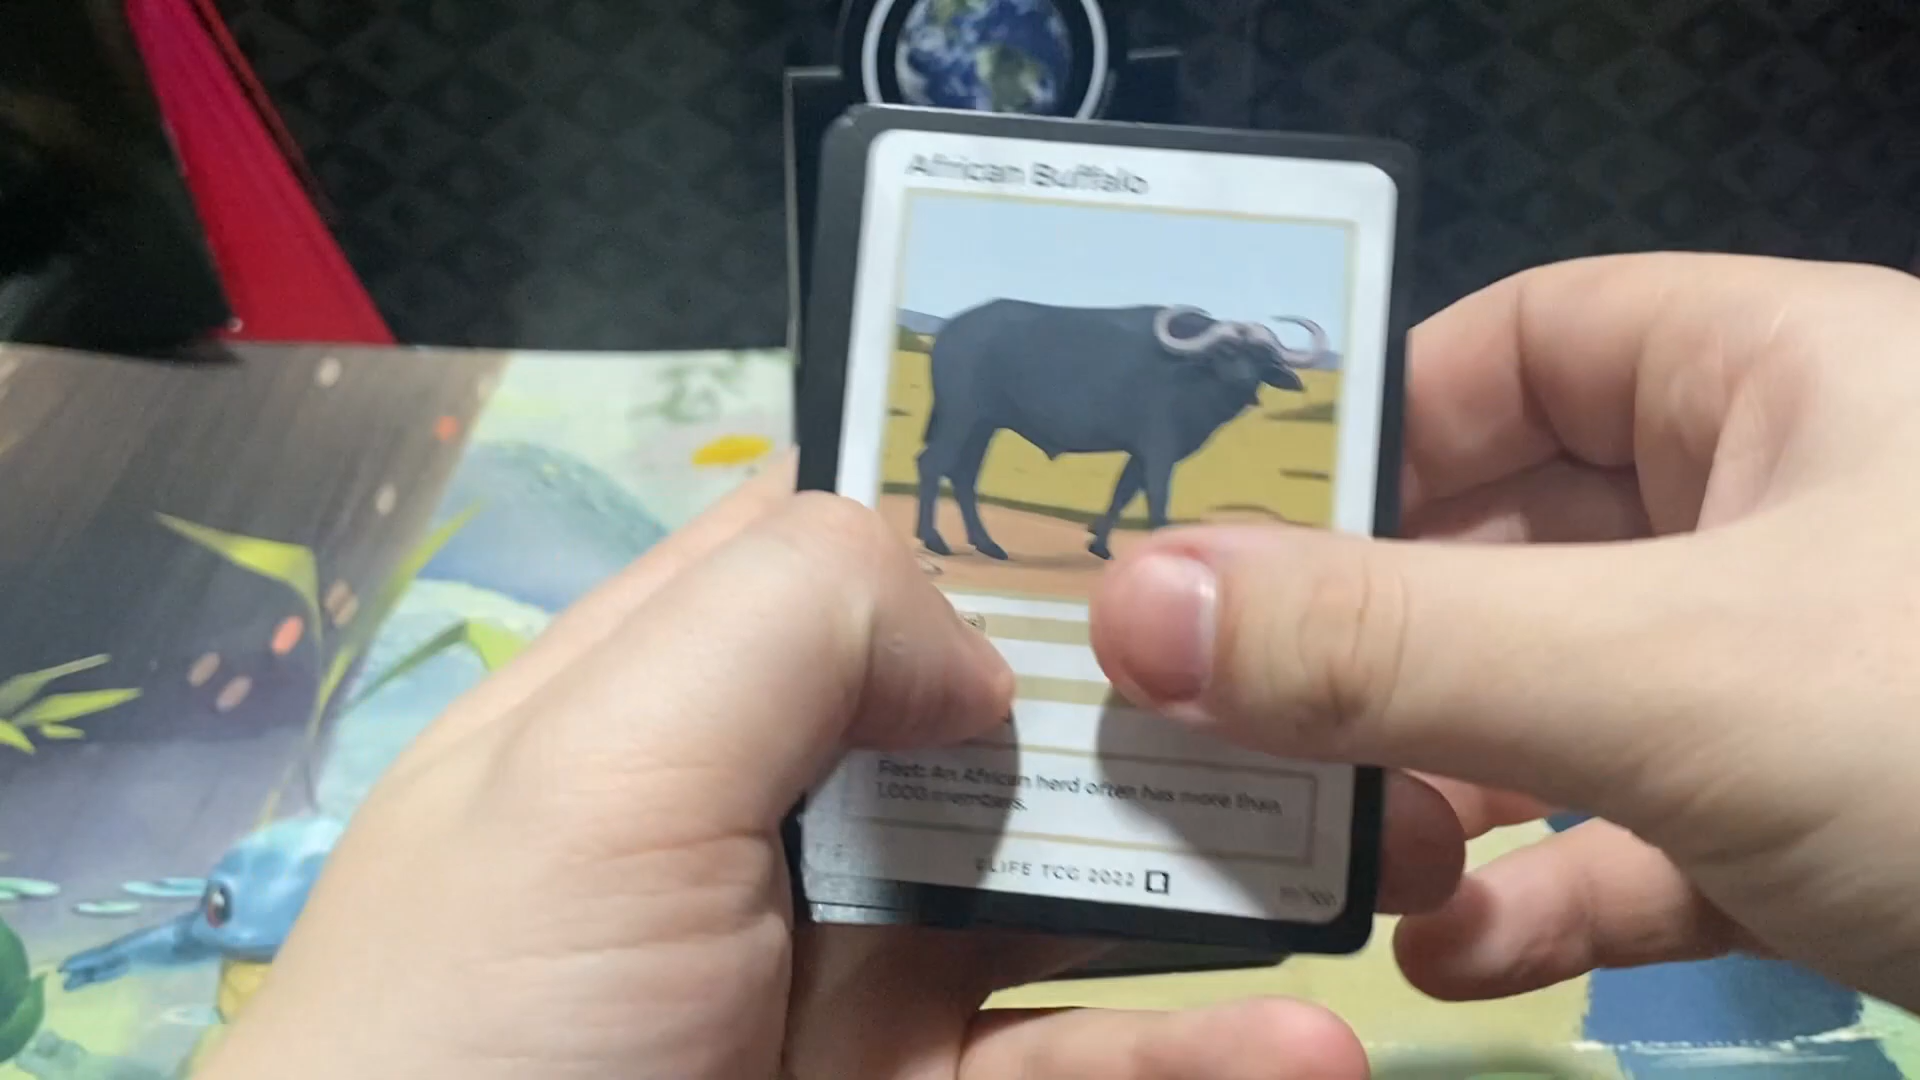 African Buffalo
Fact: An African herd often has more than
1,000 members.
©LIFE TCG 2022